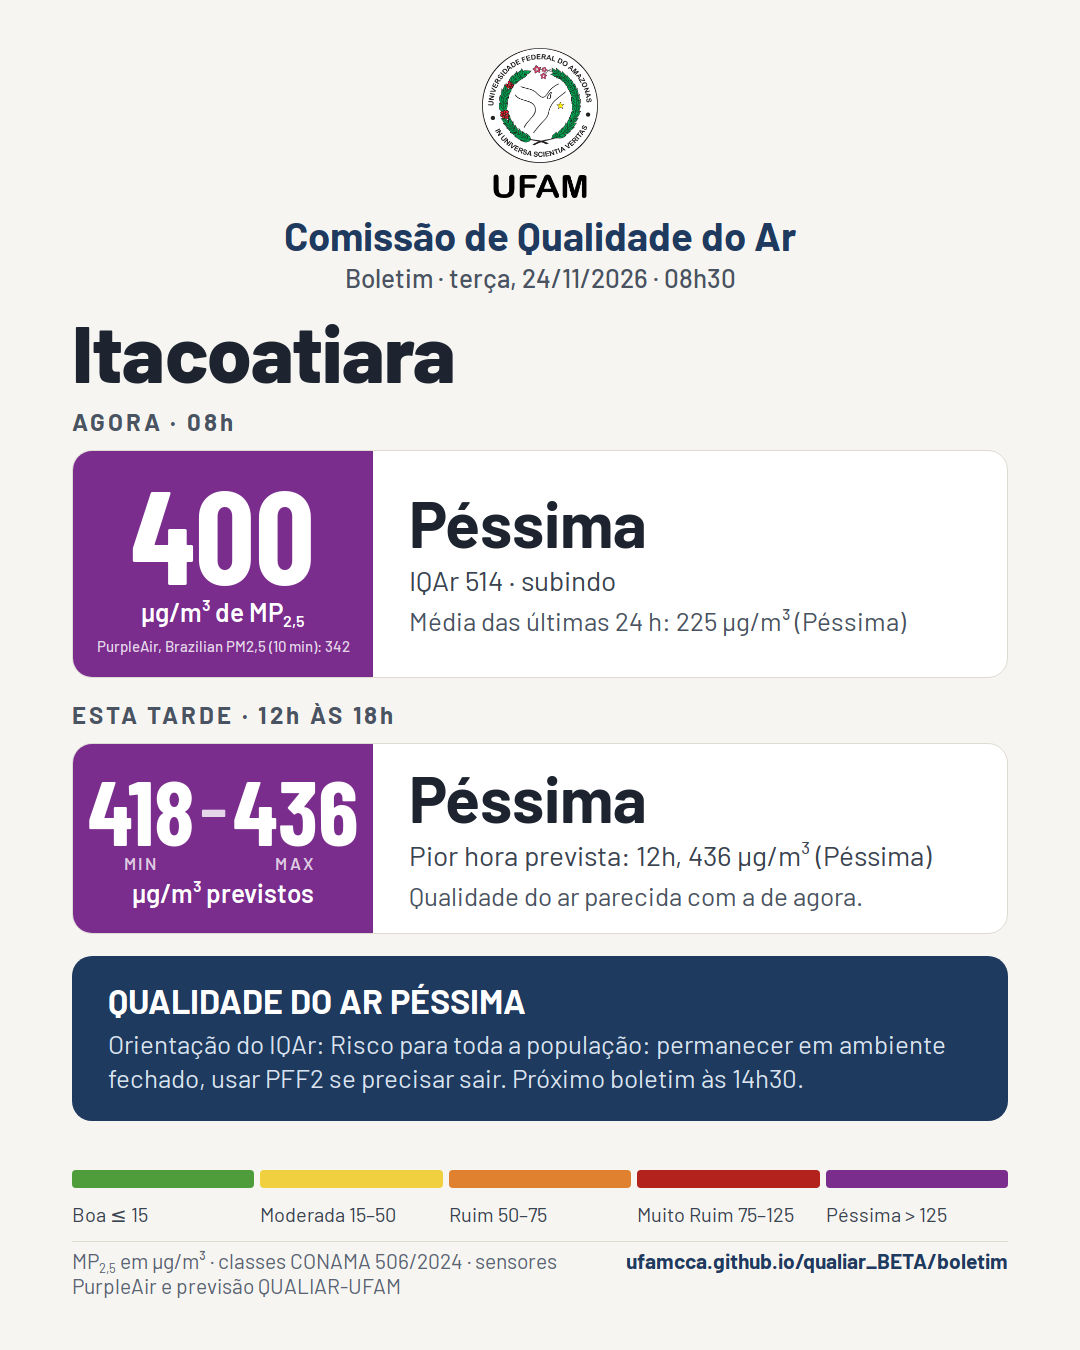 UNIVERSIDADE FEDERAL DO AMAZONAS
IN UNIVERSA SCIENTIA VERITAS
UFAM
Comissão de Qualidade do Ar
Boletim · terça, 24/11/2026 · 08h30
Itacoatiara
AGORA · 08h
400
µg/m³ de MP2,5
PurpleAir, Brazilian PM2,5 (10 min): 342
Péssima
IQAr 514 · subindo
Média das últimas 24 h: 225 µg/m³ (Péssima)
ESTA TARDE · 12h ÀS 18h
418 – 436
MIN MAX
µg/m³ previstos
Péssima
Pior hora prevista: 12h, 436 µg/m³ (Péssima)
Qualidade do ar parecida com a de agora.
QUALIDADE DO AR PÉSSIMA
Orientação do IQAr: Risco para toda a população: permanecer em ambiente
fechado, usar PFF2 se precisar sair. Próximo boletim às 14h30.
Boa ≤ 15 Moderada 15–50 Ruim 50–75 Muito Ruim 75–125 Péssima > 125
MP2,5 em µg/m³ · classes CONAMA 506/2024 · sensores
PurpleAir e previsão QUALIAR-UFAM
ufamcca.github.io/qualiar_BETA/boletim